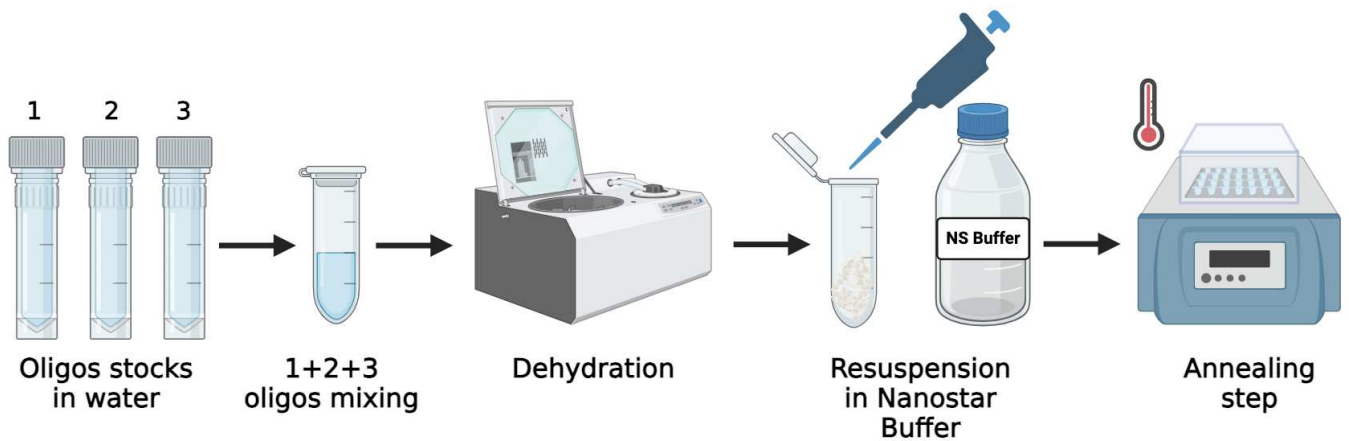 1 2 3
NS Buffer
Oligos stocks
in water
1+2+3
oligos mixing
Dehydration
Resuspension
in Nanostar
Buffer
Annealing
step